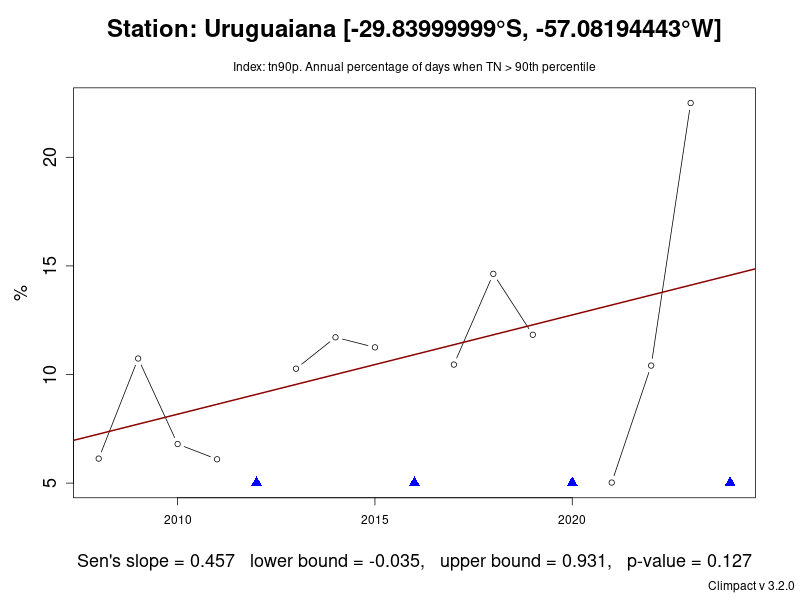 Station: Uruguaiana [-29.83999999°S, -57.08194443°W]
Index: tn90p. Annual percentage of days when TN > 90th percentile
20
15
10
5
%
2010 2015 2020
Sen's slope = 0.457 lower bound = -0.035, upper bound = 0.931, p-value = 0.127
Climpact v 3.2.0